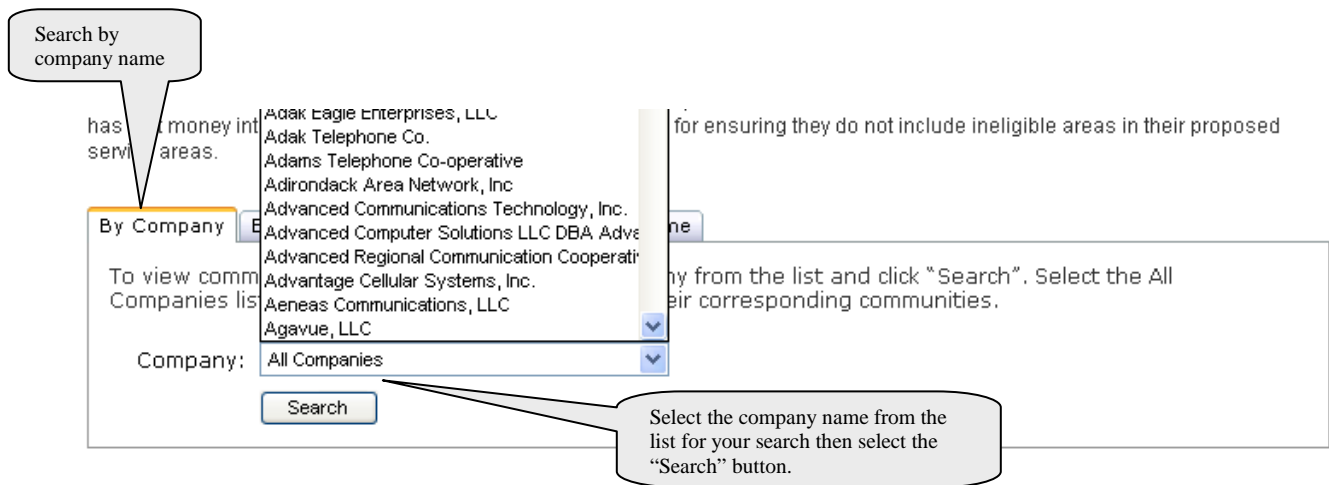 Search by
company name
has money int
for ensuring they do not include ineligible areas in their proposed
areas.
Adak Eagle Enterprises, LLC
Adak Telephone Co.
Adams Telephone Co-operative
Adirondack Area Network, Inc
Advanced Communications Technology, Inc.
Advanced Computer Solutions LLC DBA Adva
Advanced Regional Communication Cooperati
Advantage Cellular Systems, Inc.
Aeneas Communications, LLC
Agavue, LLC
By Company
To view comm ny from the list and click “Search”. Select the All
Companies lis eir corresponding communities.
Company: All Companies
Search
Select the company name from the
list for your search then select the
“Search” button.